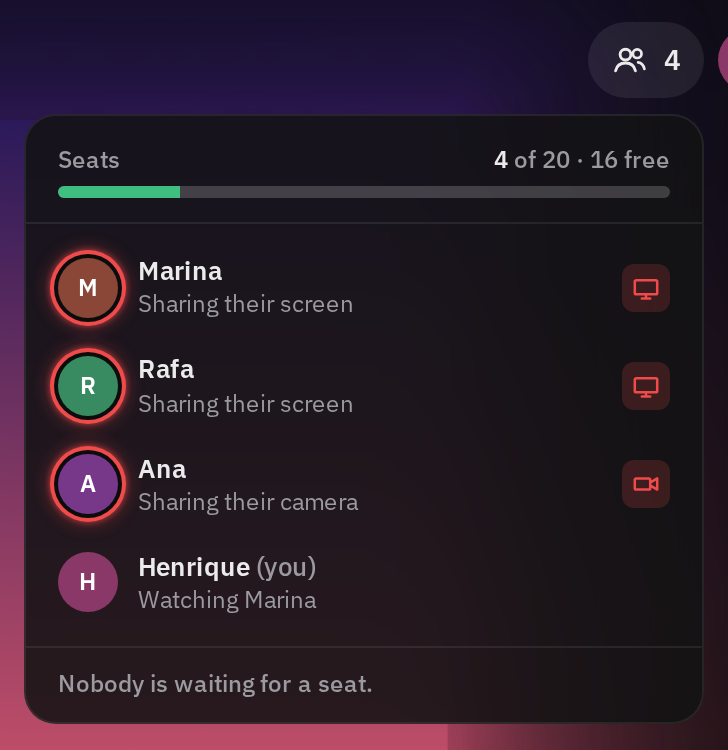 4
Seats
4 of 20 · 16 free
M
Marina
Sharing their screen
R
Rafa
Sharing their screen
A
Ana
Sharing their camera
H
Henrique (you)
Watching Marina
Nobody is waiting for a seat.